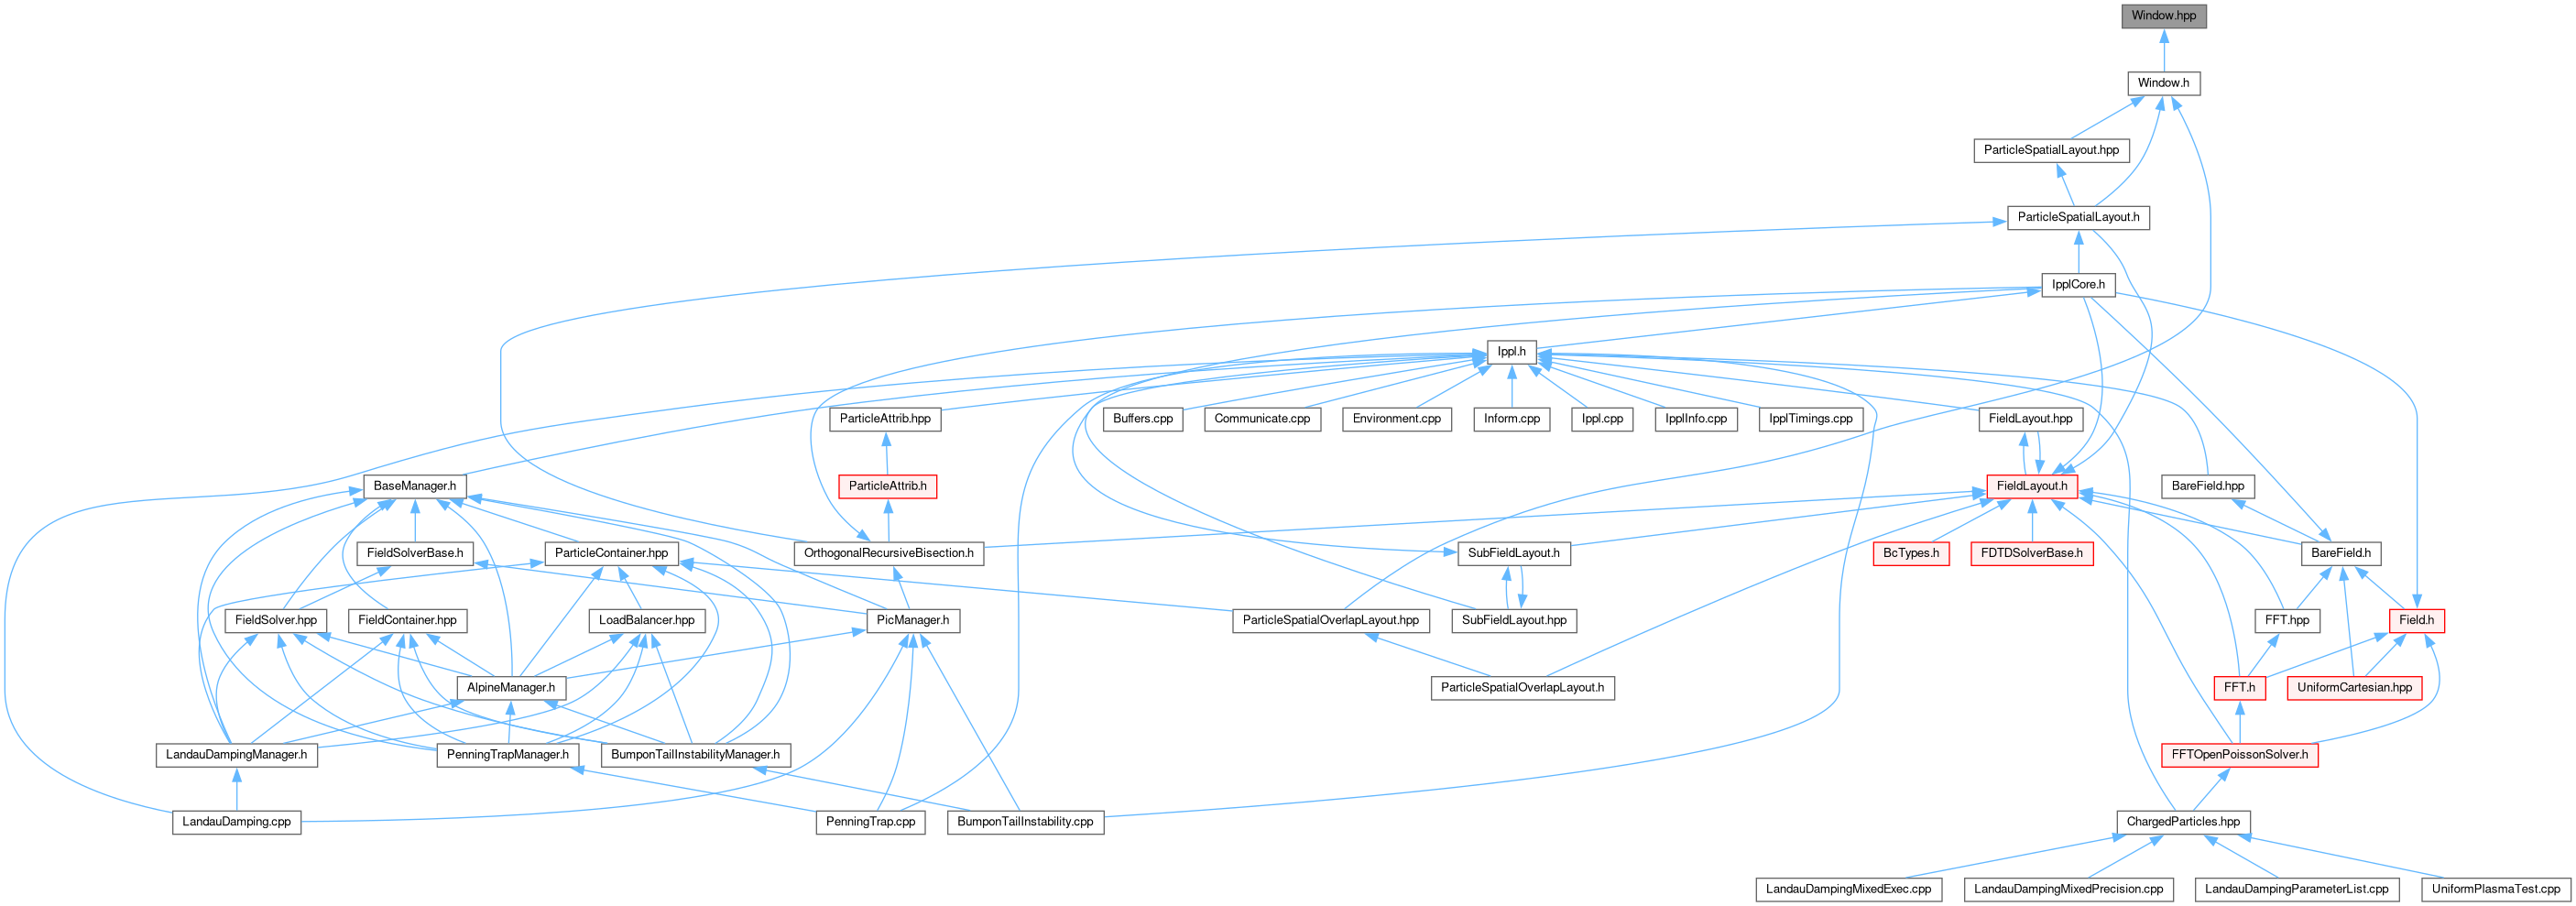 Window.hpp
Window.h
ParticleSpatialLayout.hpp
ParticleSpatialLayout.h
IpplCore.h
Ippl.h
ParticleAttrib.hpp
Buffers.cpp
Communicate.cpp
Environment.cpp
Inform.cpp
Ippl.cpp
IpplInfo.cpp
IpplTimings.cpp
FieldLayout.hpp
BaseManager.h
ParticleAttrib.h
FieldLayout.h
BareField.hpp
FieldSolverBase.h
ParticleContainer.hpp
OrthogonalRecursiveBisection.h
SubFieldLayout.h
BcTypes.h
FDTDSolverBase.h
BareField.h
FieldSolver.hpp
FieldContainer.hpp
LoadBalancer.hpp
PicManager.h
ParticleSpatialOverlapLayout.hpp
SubFieldLayout.hpp
FFT.hpp
Field.h
AlpineManager.h
ParticleSpatialOverlapLayout.h
FFT.h
UniformCartesian.hpp
LandauDampingManager.h
PenningTrapManager.h
BumponTailInstabilityManager.h
FFTOpenPoissonSolver.h
LandauDamping.cpp
PenningTrap.cpp
BumponTailInstability.cpp
ChargedParticles.hpp
LandauDampingMixedExec.cpp
LandauDampingMixedPrecision.cpp
LandauDampingParameterList.cpp
UniformPlasmaTest.cpp